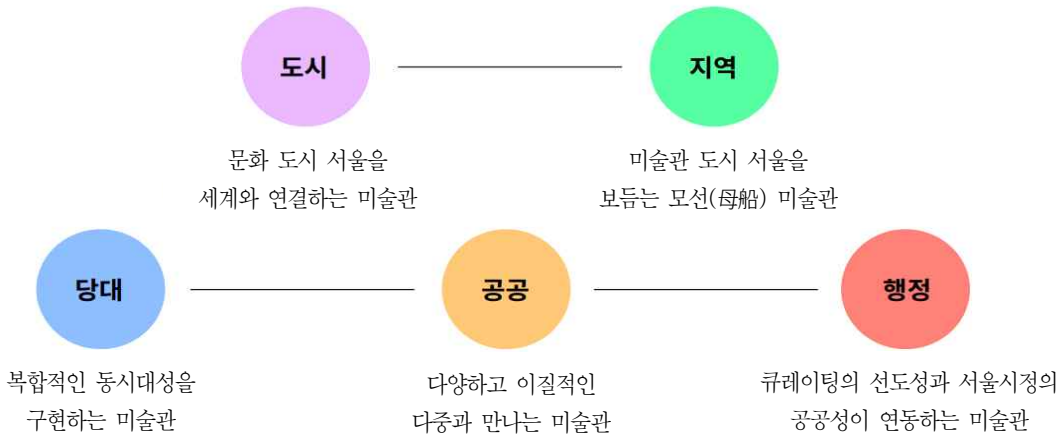 도시
지역
문화 도시 서울을
세계와 연결하는 미술관
미술관 도시 서울을
보듬는 모선(母船) 미술관
당대
공공
행정
복합적인 동시대성을
구현하는 미술관
다양하고 이질적인
다중과 만나는 미술관
큐레이팅의 선도성과 서울시정의
공공성이 연동하는 미술관